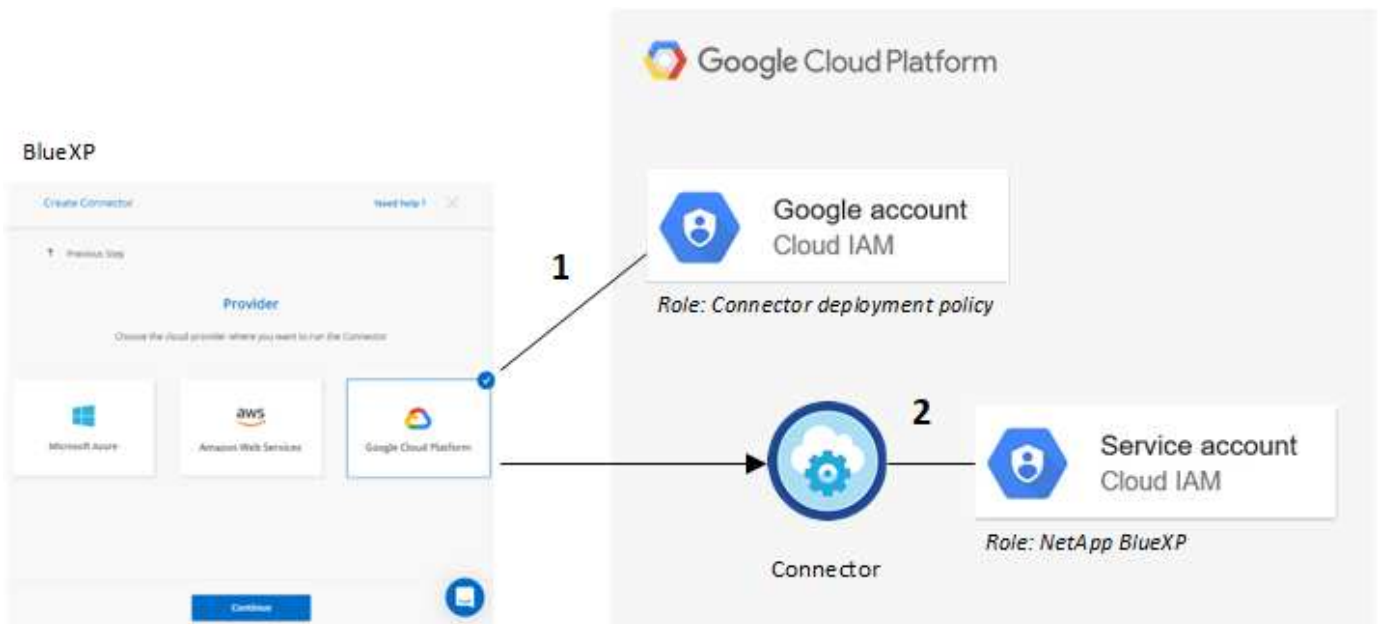 Google Cloud Platform
BlueXP
Create Connector
Need help ?
Previous Step
Provider
Choose the cloud provider where you want to run the Connector
Microsoft Azure
aws
Amazon Web Services
Google Cloud Platform
Continue
1
Google account
Cloud IAM
Role: Connector deployment policy
2
Service account
Cloud IAM
Role: NetApp BlueXP
Connector